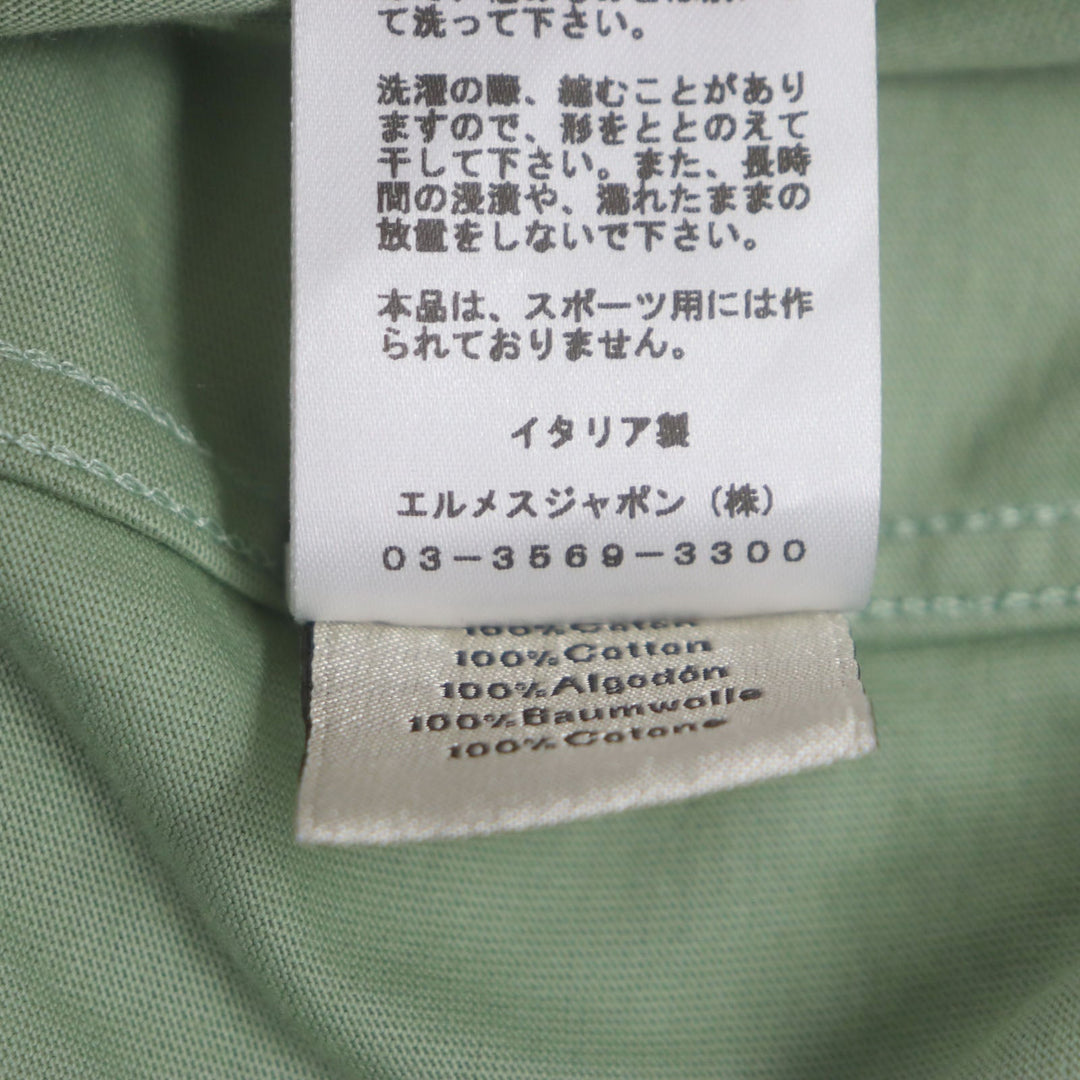 て洗って下さい。
洗濯の際、縮むことがあり
ますので、形をととのえて
干して下さい。また、長時
間の浸漬や、濡れたままの
放置をしないで下さい。
本品は、スポーツ用には作
られておりません。
イタリア製
エルメスジャポン（株）
03−3569−3300
100%Cotton
100%Algodón
100%Baumwolle
100%Cotone